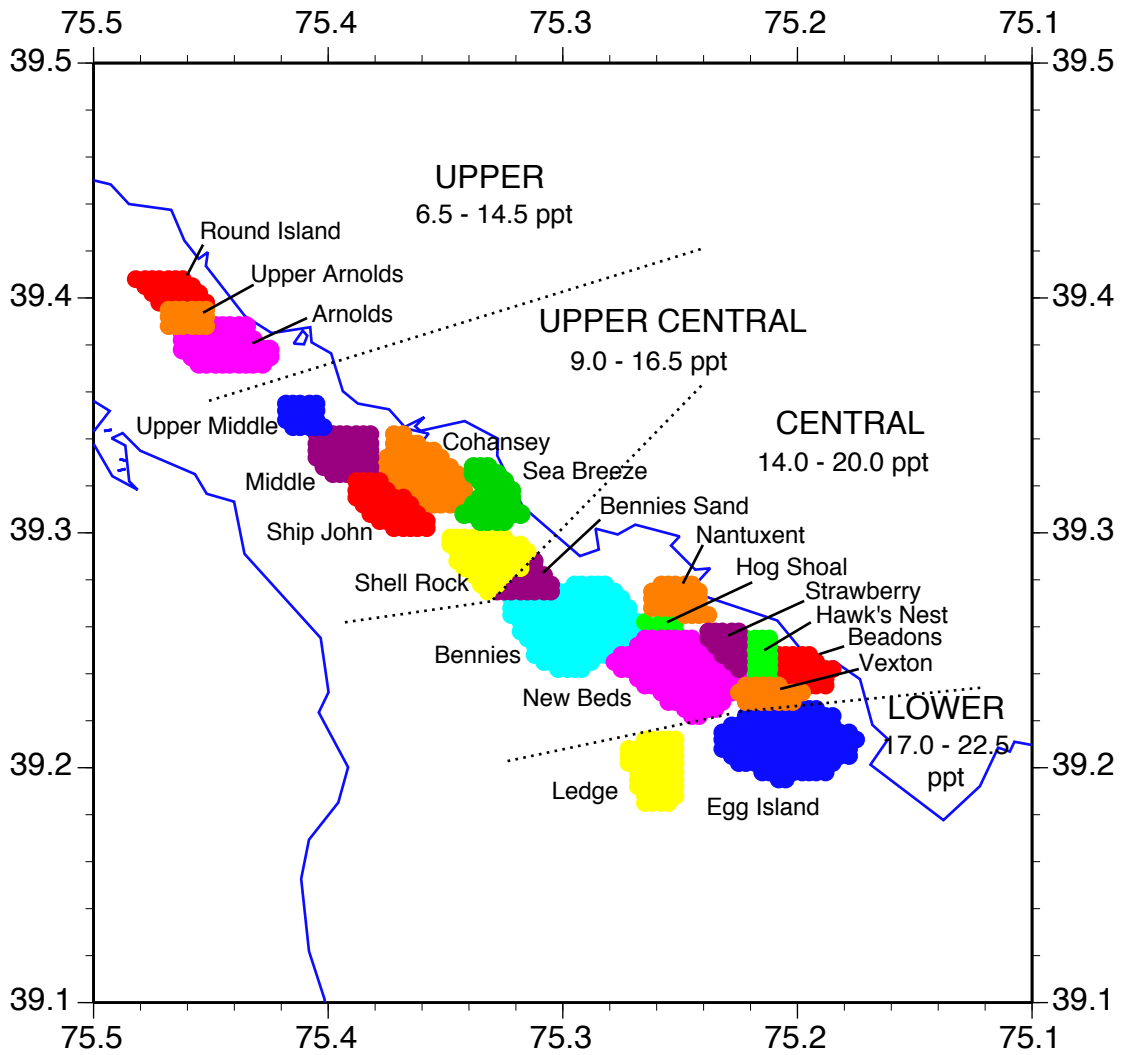 75.5 75.4 75.3 75.2 75.1
39.5 39.5
UPPER
6.5 - 14.5 ppt
Round Island
Upper Arnolds
39.4 39.4
Arnolds
UPPER CENTRAL
9.0 - 16.5 ppt
CENTRAL
Upper Middle
Cohansey
14.0 - 20.0 ppt
Sea Breeze
Middle
Bennies Sand
Ship John
39.3 39.3
Nantuxent
Hog Shoal
Shell Rock
Strawberry
Hawk's Nest
Beadons
Bennies
Vexton
New Beds
LOWER
17.0 - 22.5
39.2 39.2
ppt
Ledge
Egg Island
39.1 39.1
75.5 75.4 75.3 75.2 75.1